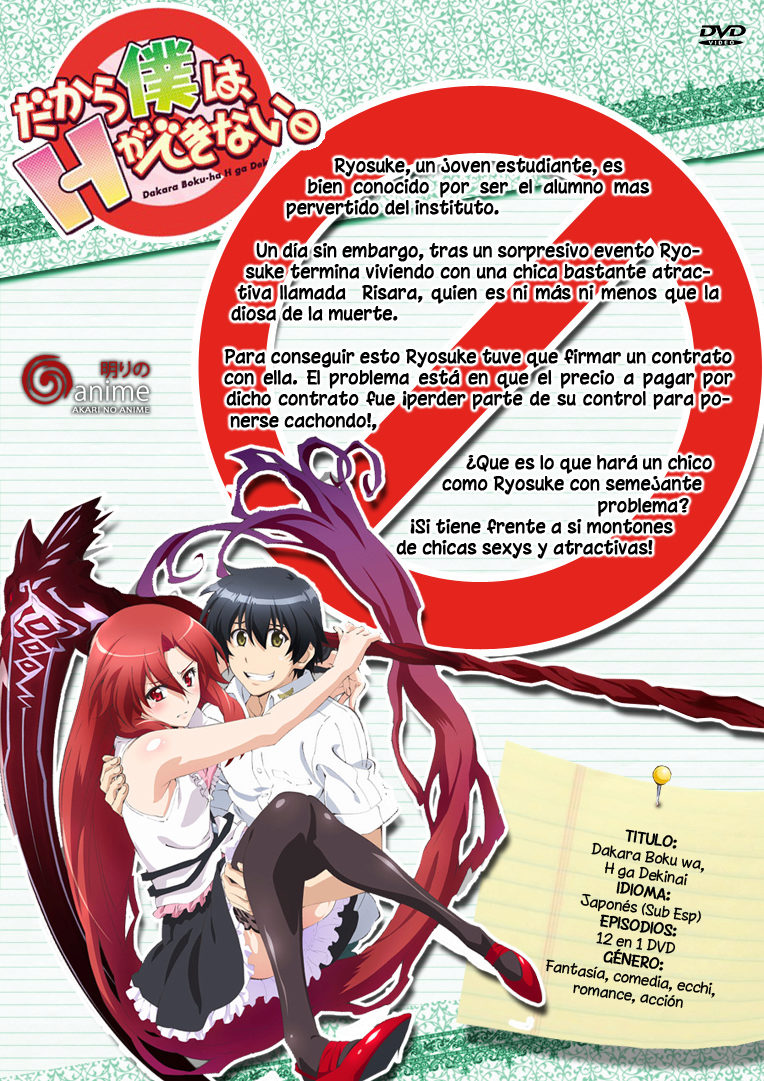 DVD
VIDEO
だから僕は、
Hができない。
Dakara Boku-ha H ga Dek
Ryosuke, un joven estudiante, es
bien conocido por ser el alumno mas
pervertido del instituto.
Un día sin embargo, tras un sorpresivo evento Ryo-
suke termina viviendo con una chica bastante atrac-
tiva llamada Risara, quien es ni más ni menos que la
diosa de la muerte.
明りの
anime
AKARI NO ANIME
Para conseguir esto Ryosuke tuve que firmar un contrato
con ella. El problema está en que el precio a pagar por
dicho contrato fue ¡perder parte de su control para po-
nerse cachondo!,
¿Que es lo que hará un chico
como Ryosuke con semejante
problema?
¡Si tiene frente a si montones
de chicas sexys y atractivas!
TITULO:
Dakara Boku wa,
H ga Dekinai
IDIOMA:
Japonés (Sub Esp)
EPISODIOS:
12 en 1 DVD
GÉNERO:
Fantasía, comedia, ecchi,
romance, acción